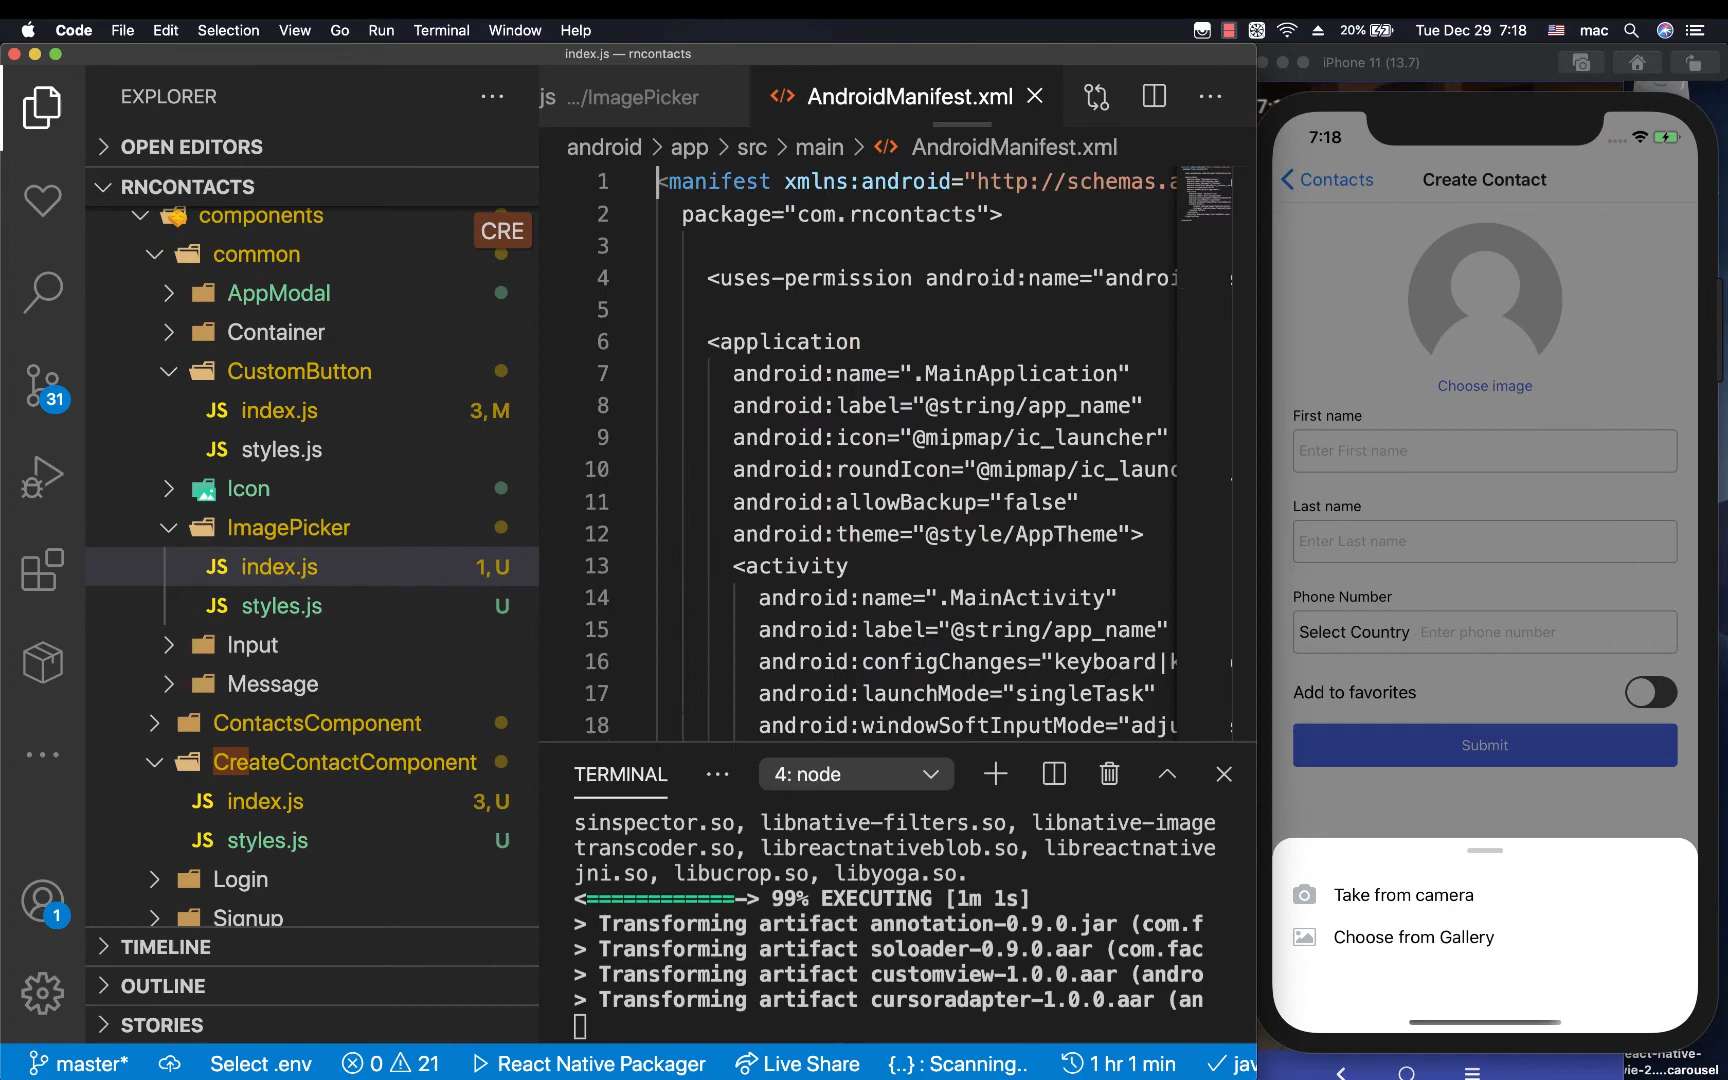 Code File Edit Selection View Go Run Terminal Window Help 20% Tue Dec 29 7:18 mac
index.js — rncontacts
iPhone 11 (13.7)
EXPLORER
js .../ImagePicker
AndroidManifest.xml
OPEN EDITORS
android > app > src > main > AndroidManifest.xml
RNCONTACTS
components
CRE
common
AppModal
Container
CustomButton
JS index.js 3, M
JS styles.js
Icon
ImagePicker
JS index.js 1, U
JS styles.js U
Input
Message
ContactsComponent
CreateContactComponent
JS index.js 3, U
JS styles.js U
Login
Signup
TIMELINE
OUTLINE
STORIES
31
1
1 <manifest xmlns:android="http://schemas.a
2 package="com.rncontacts">
3
4 <uses-permission android:name="androi
5
6 <application
7 android:name=".MainApplication"
8 android:label="@string/app_name"
9 android:icon="@mipmap/ic_launcher"
10 android:roundIcon="@mipmap/ic_launc
11 android:allowBackup="false"
12 android:theme="@style/AppTheme">
13 <activity
14 android:name=".MainActivity"
15 android:label="@string/app_name"
16 android:configChanges="keyboard|k
17 android:launchMode="singleTask"
18 android:windowSoftInputMode="adju
TERMINAL 4: node
sinspector.so, libnative-filters.so, libnative-image
transcoder.so, libreactnativeblob.so, libreactnative
jni.so, libucrop.so, libyoga.so.
<============-> 99% EXECUTING [1m 1s]
> Transforming artifact annotation-0.9.0.jar (com.f
> Transforming artifact soloader-0.9.0.aar (com.fac
> Transforming artifact customview-1.0.0.aar (andro
> Transforming artifact cursoradapter-1.0.0.aar (an
master* Select .env 0 21 React Native Packager Live Share {..} : Scanning.. 1 hr 1 min jav
7:18
Contacts Create Contact
Choose image
First name
Enter First name
Last name
Enter Last name
Phone Number
Select Country Enter phone number
Add to favorites
Submit
Take from camera
Choose from Gallery
eact-native-
vie-2....carousel